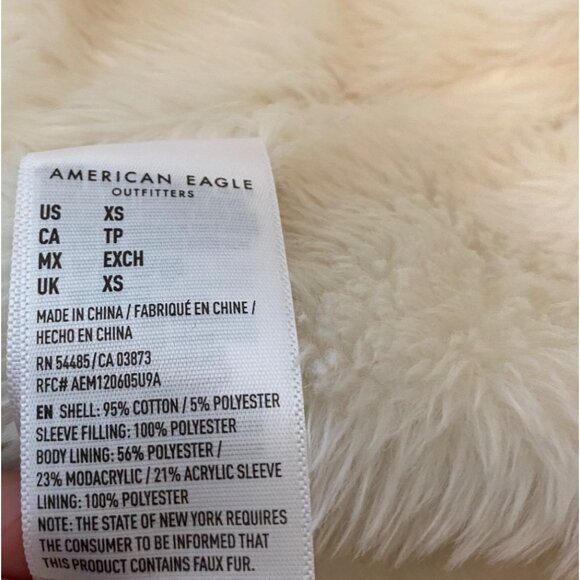 AMERICAN EAGLE
OUTFITTERS
US XS
CA TP
MX EXCH
UK XS
MADE IN CHINA / FABRIQUÉ EN CHINE /
HECHO EN CHINA
RN 54485/CA 03873
RFC# AEM120605U9A
EN SHELL: 95% COTTON / 5% POLYESTER
SLEEVE FILLING: 100% POLYESTER
BODY LINING: 56% POLYESTER /
23% MODACRYLIC / 21% ACRYLIC SLEEVE
LINING: 100% POLYESTER
NOTE: THE STATE OF NEW YORK REQUIRES
THE CONSUMER TO BE INFORMED THAT
THIS PRODUCT CONTAINS FAUX FUR.